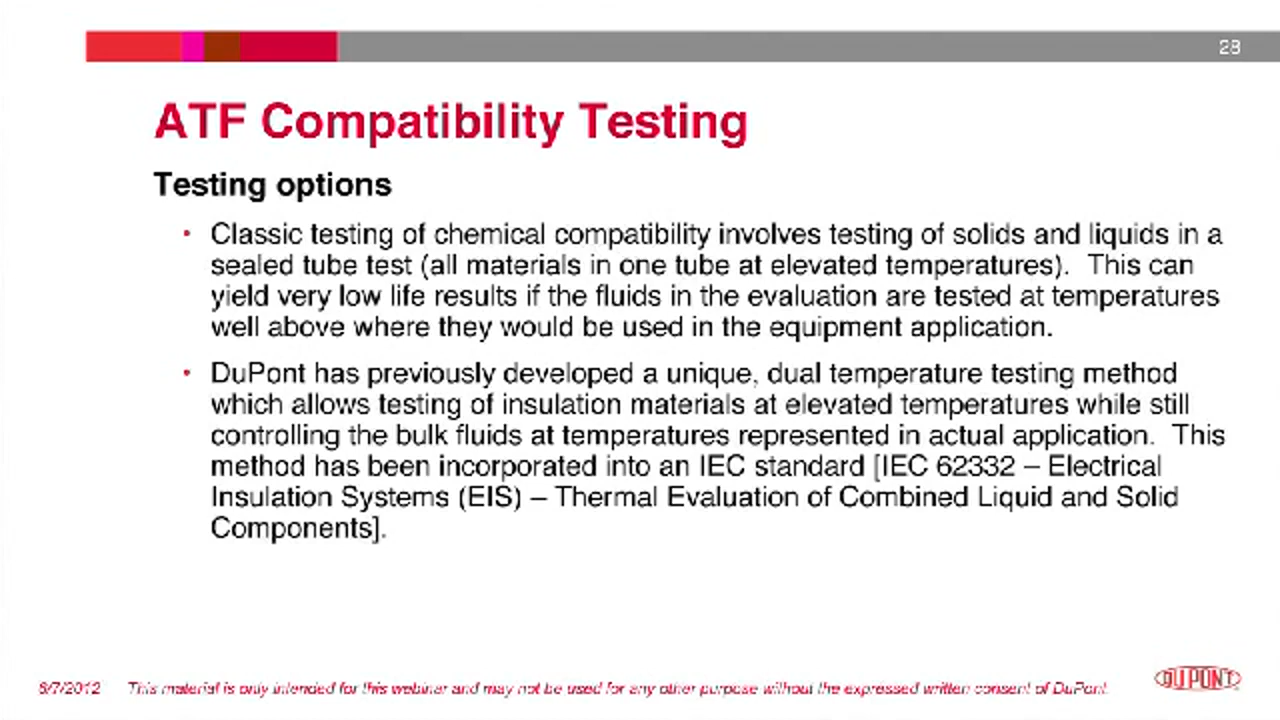 28
ATF Compatibility Testing
Testing options
• Classic testing of chemical compatibility involves testing of solids and liquids in a
sealed tube test (all materials in one tube at elevated temperatures).  This can
yield very low life results if the fluids in the evaluation are tested at temperatures
well above where they would be used in the equipment application.
• DuPont has previously developed a unique, dual temperature testing method
which allows testing of insulation materials at elevated temperatures while still
controlling the bulk fluids at temperatures represented in actual application.  This
method has been incorporated into an IEC standard [IEC 62332 – Electrical
Insulation Systems (EIS) – Thermal Evaluation of Combined Liquid and Solid
Components].
6/7/2012 This material is only intended for this webinar and may not be used for any other purpose without the expressed written consent of DuPont.
DUPONT